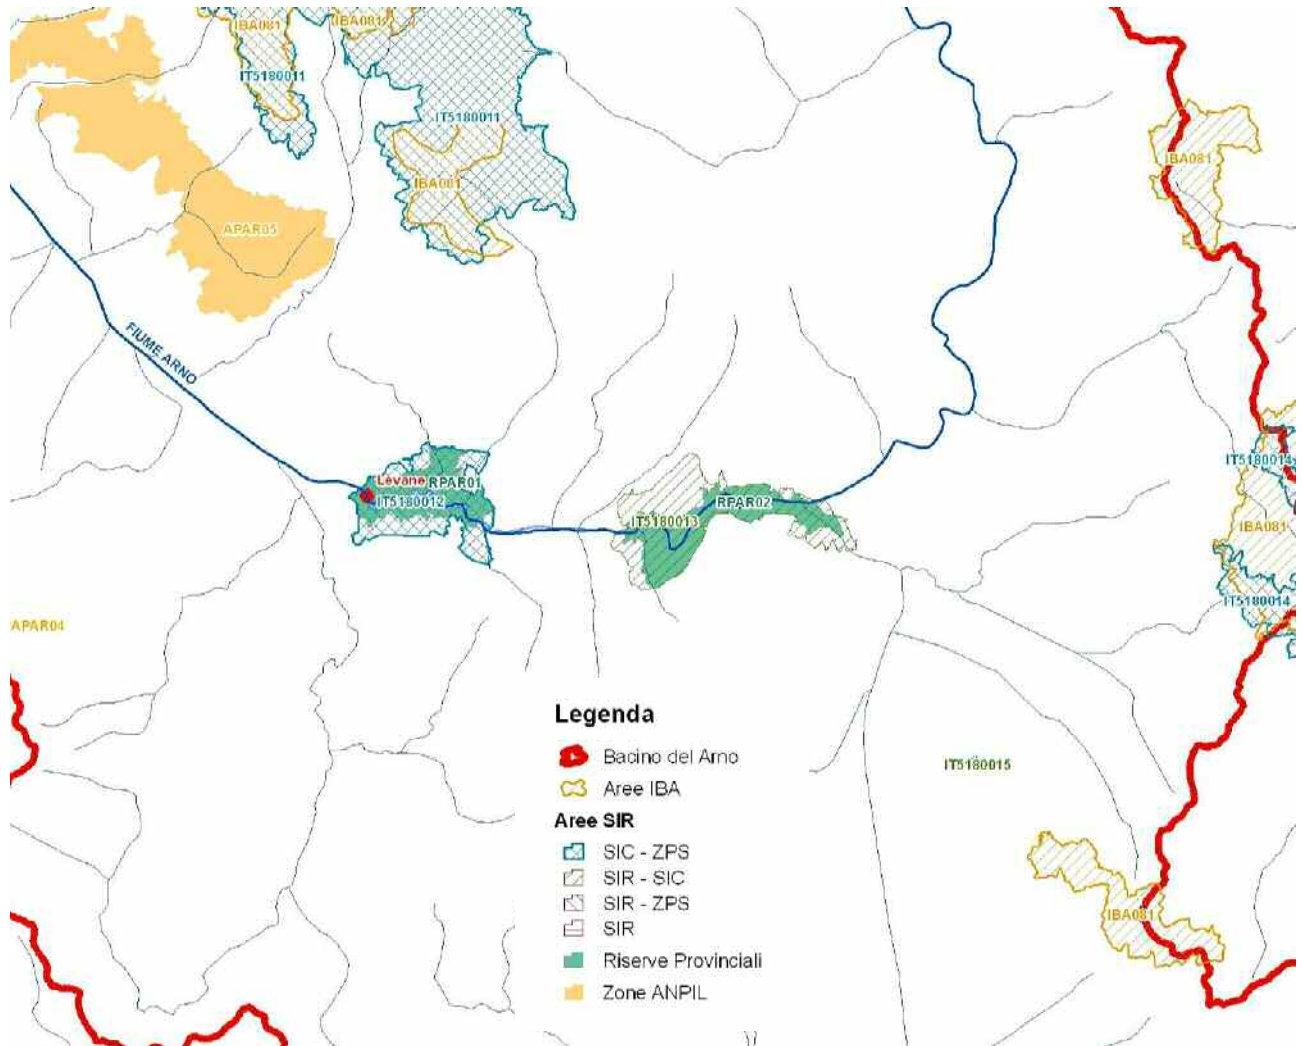 IBA081
IBA081
IT5180011
IT5180011
IBA081
IBA081
APAR05
FIUME ARNO
Levane
RPAR01
IT5180012
IT5180013
RPAR02
IT5180014
IBA081
IT5180014
APAR04
IT5180015
IBA081
Legenda
Bacino del Arno
Aree IBA
Aree SIR
SIC - ZPS
SIR - SIC
SIR - ZPS
SIR
Riserve Provinciali
Zone ANPIL